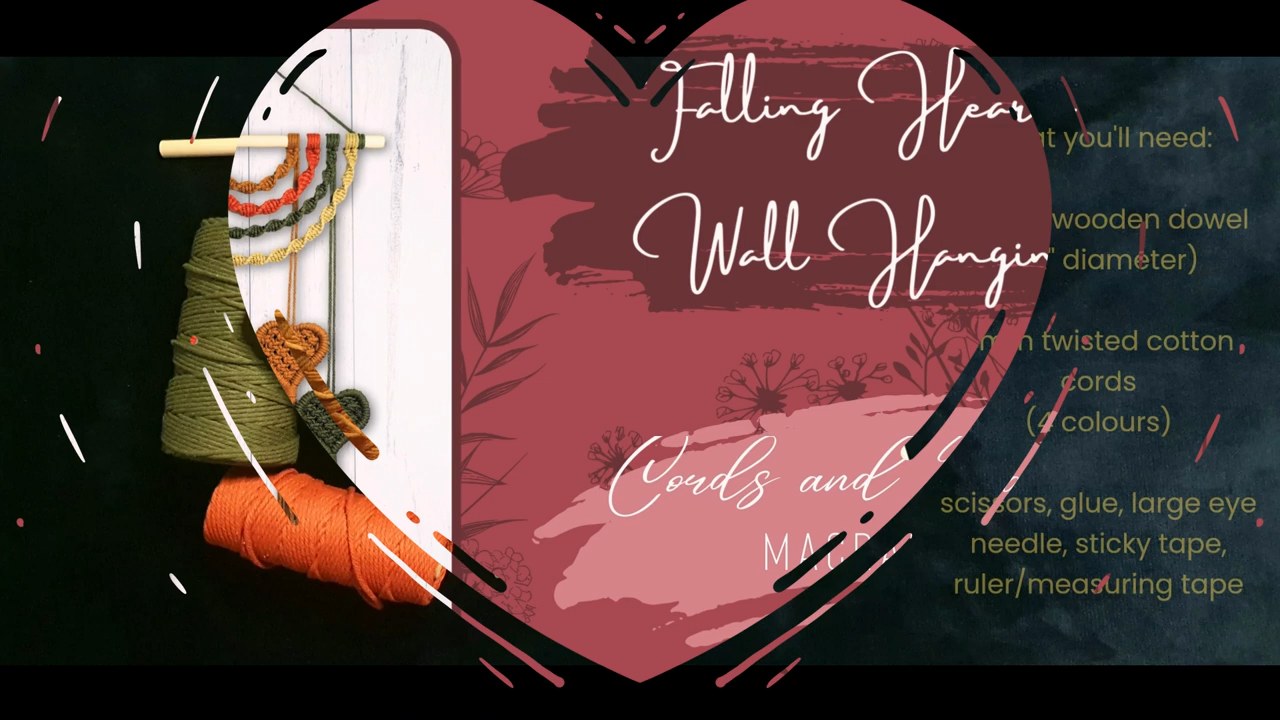 Falling Hear
Wall Hangin
Cords and
MACRA
at you'll need:
wooden dowel
" diameter)
twisted cotton
cords
(4 colours)
scissors, glue, large eye
needle, sticky tape,
ruler/measuring tape